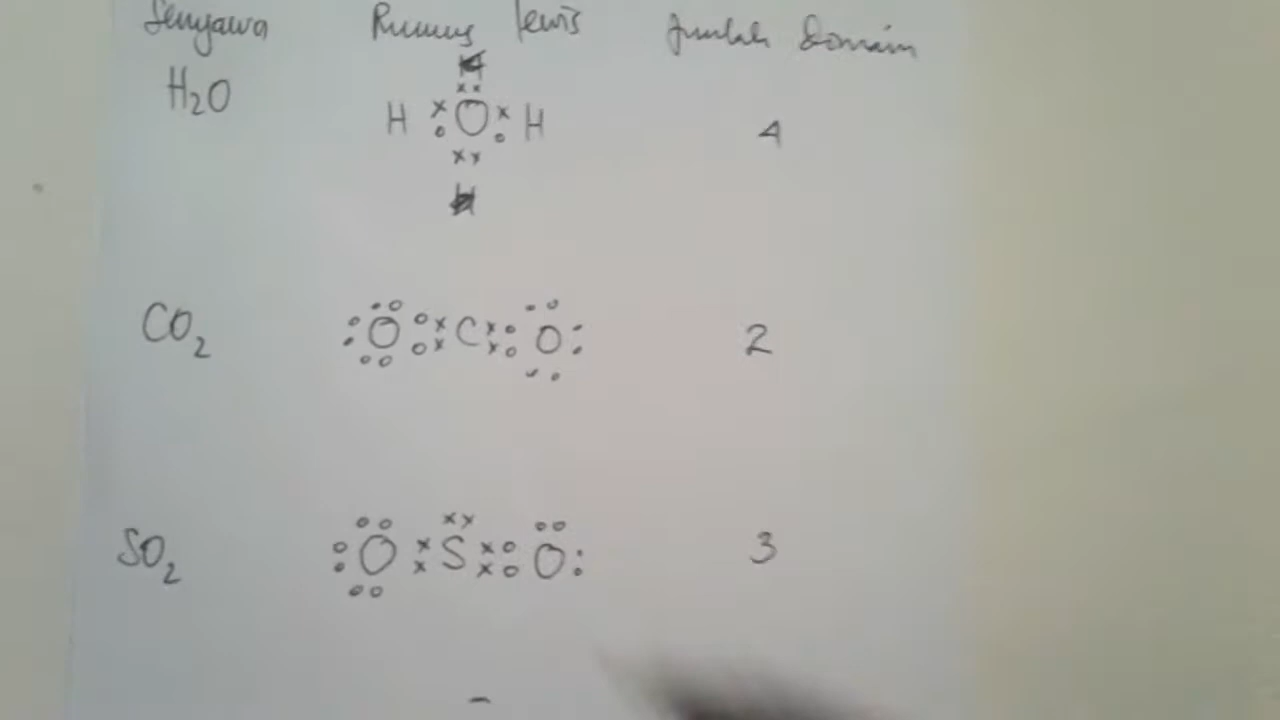 Senyawa Rumus lewis Jumlah Domain
H₂O H O H 4
CO₂ O C O 2
SO₂ O S O 3